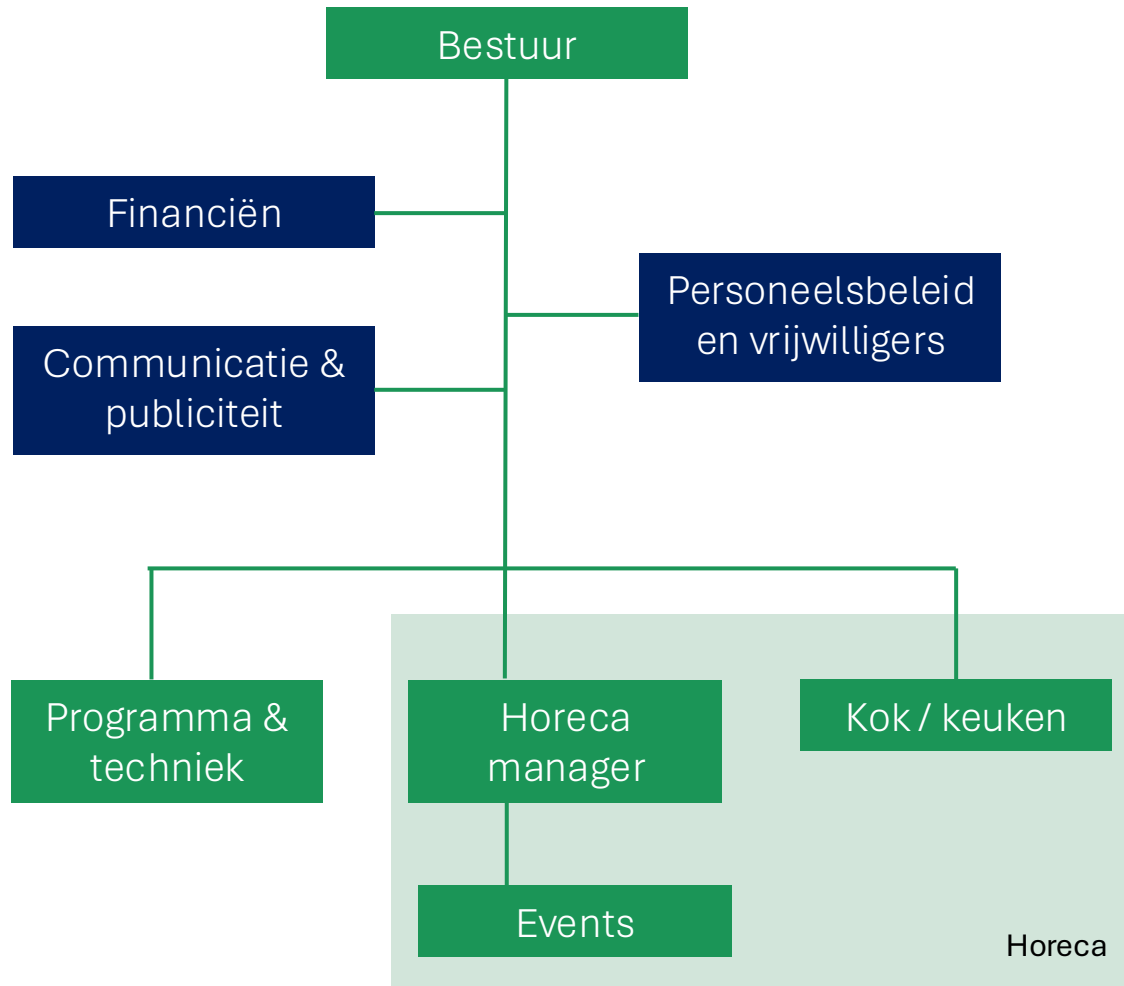 Bestuur
Financiën
Personeelsbeleid
en vrijwilligers
Communicatie &
publiciteit
Programma &
techniek
Horeca
manager
Kok / keuken
Events
Horeca